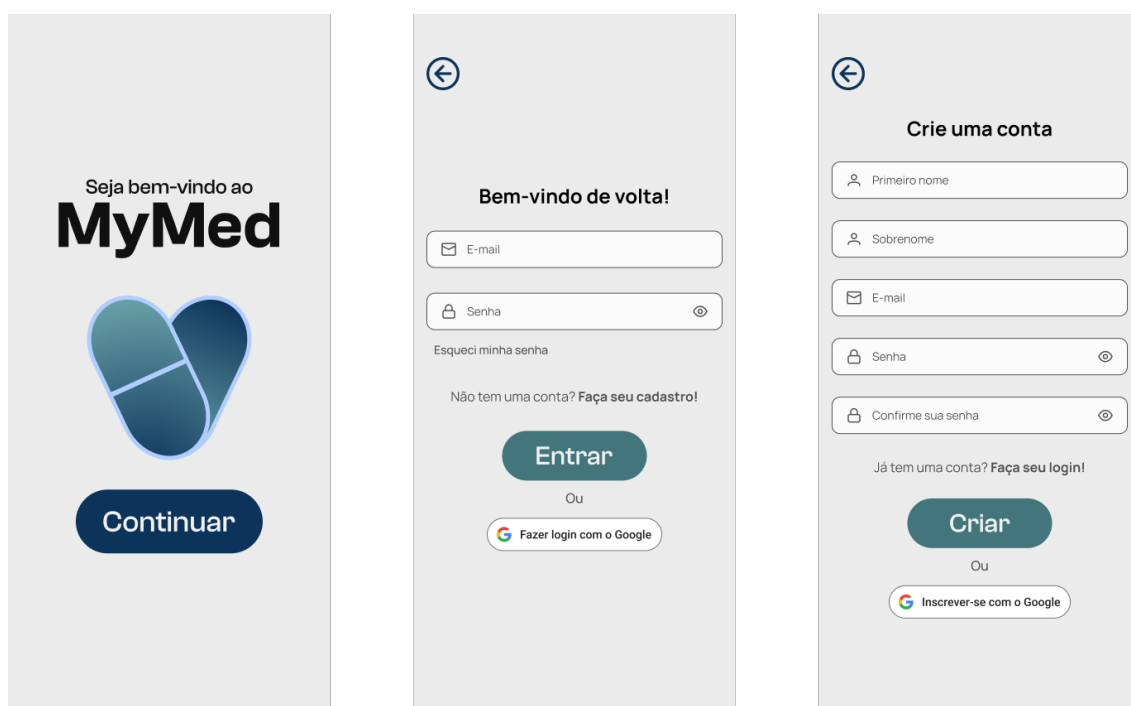 Seja bem-vindo ao
MyMed
Continuar
Bem-vindo de volta!
E-mail
Senha
Esqueci minha senha
Não tem uma conta? Faça seu cadastro!
Entrar
Ou
Fazer login com o Google
Crie uma conta
Primeiro nome
Sobrenome
E-mail
Senha
Confirme sua senha
Já tem uma conta? Faça seu login!
Criar
Ou
Inscrever-se com o Google